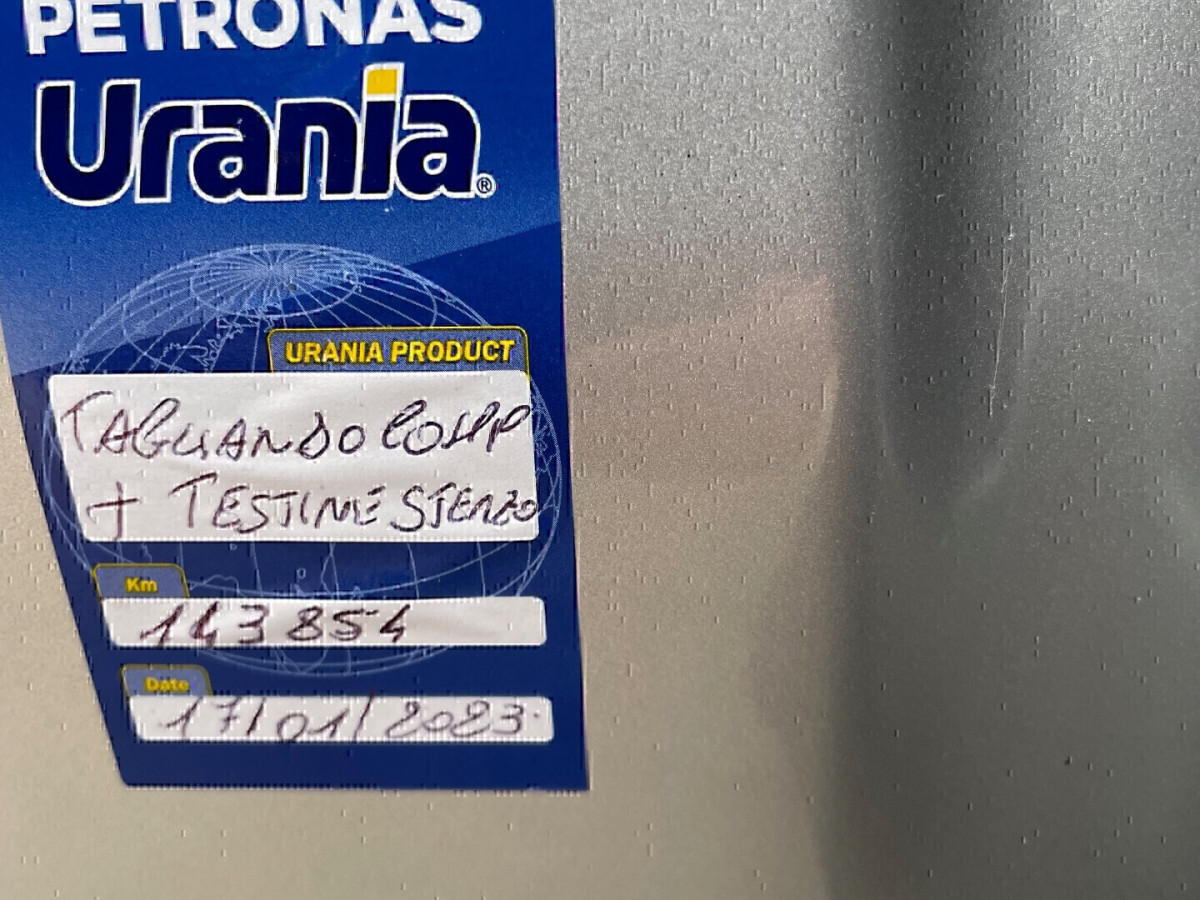 PETRONAS
Urania®
URANIA PRODUCT
TAGLIANDO COMP
+ TESTINE STERZO
Km
143854
Date
17/01/2023